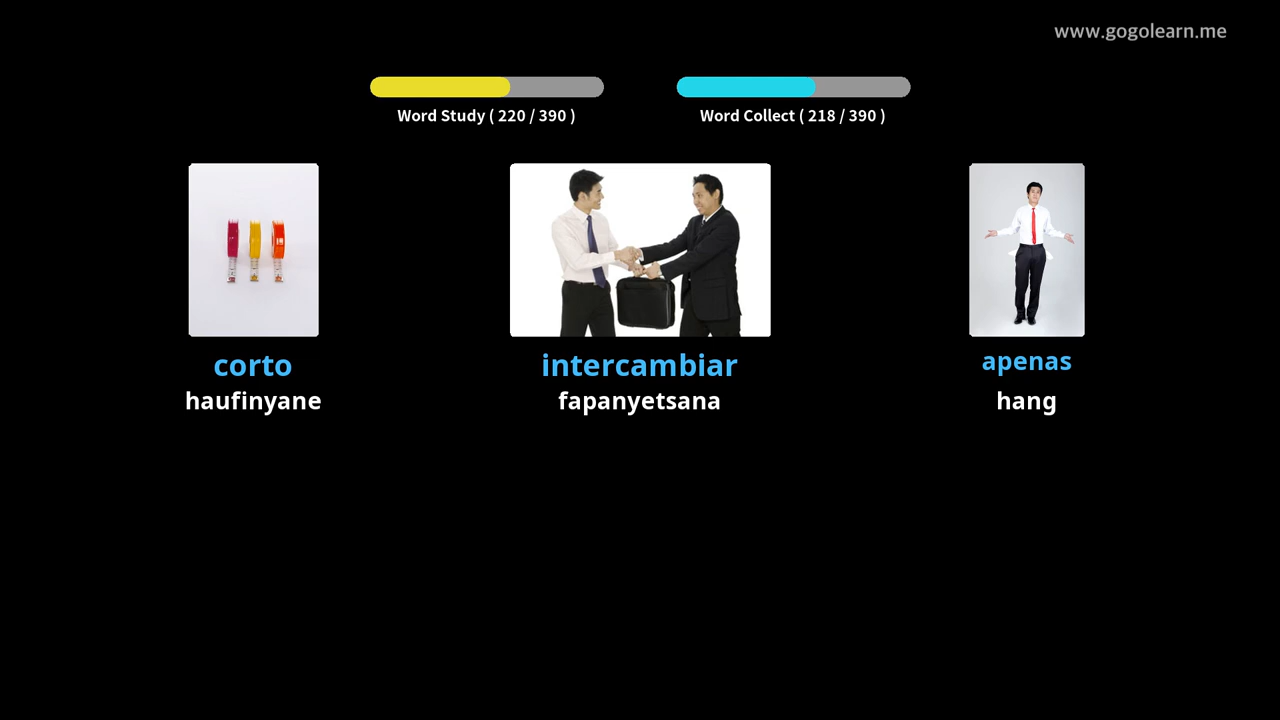 www.gogolearn.me
Word Study ( 220 / 390 )
Word Collect ( 218 / 390 )
corto
intercambiar
apenas
haufinyane
fapanyetsana
hang